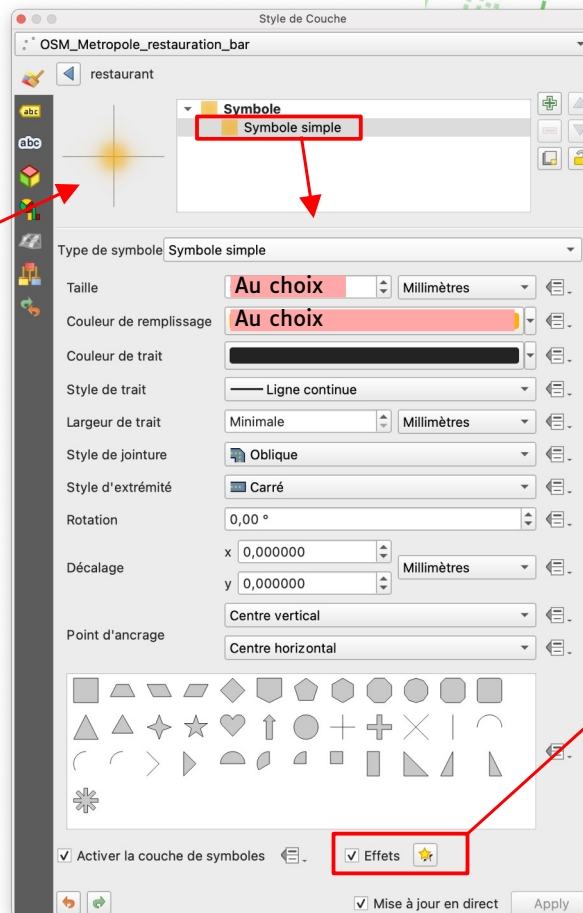 Style de Couche
OSM_Metropole_restauration_bar
restaurant
Symbole
Symbole simple
abc
abc
Type de symbole Symbole simple
Taille Au choix Millimètres
Couleur de remplissage Au choix
Couleur de trait
Style de trait Ligne continue
Largeur de trait Minimale Millimètres
Style de jointure Oblique
Style d'extrémité Carré
Rotation 0,00 °
x 0,000000
Décalage Millimètres
y 0,000000
Centre vertical
Point d'ancrage
Centre horizontal
Activer la couche de symboles Effets
Mise à jour en direct Apply